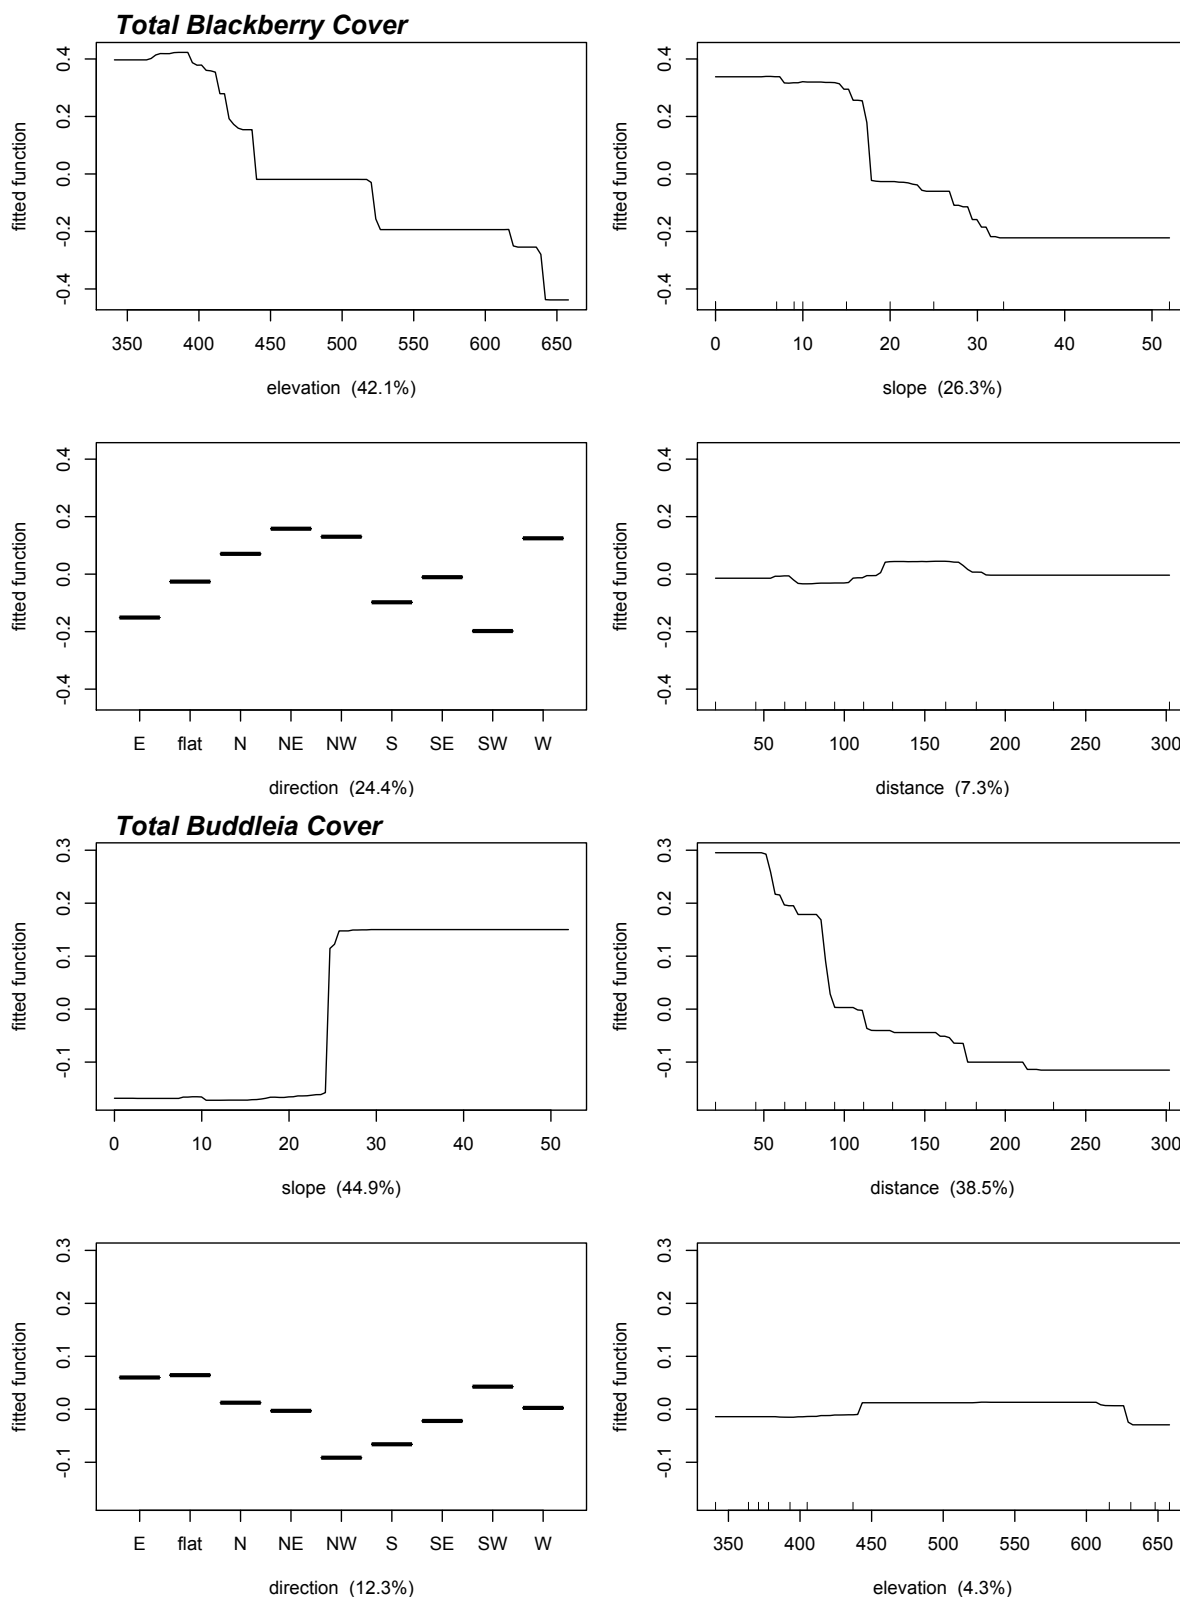 Total Blackberry Cover
fitted function
0.4
0.2
0.0
-0.2
-0.4
350 400 450 500 550 600 650
elevation (42.1%)
fitted function
0.4
0.2
0.0
-0.2
-0.4
0 10 20 30 40 50
slope (26.3%)
fitted function
0.4
0.2
0.0
-0.2
-0.4
E flat N NE NW S SE SW W
direction (24.4%)
fitted function
0.4
0.2
0.0
-0.2
-0.4
50 100 150 200 250 300
distance (7.3%)
Total Buddleia Cover
fitted function
0.3
0.2
0.1
0.0
-0.1
0 10 20 30 40 50
slope (44.9%)
fitted function
0.3
0.2
0.1
0.0
-0.1
50 100 150 200 250 300
distance (38.5%)
fitted function
0.3
0.2
0.1
0.0
-0.1
E flat N NE NW S SE SW W
direction (12.3%)
fitted function
0.3
0.2
0.1
0.0
-0.1
350 400 450 500 550 600 650
elevation (4.3%)